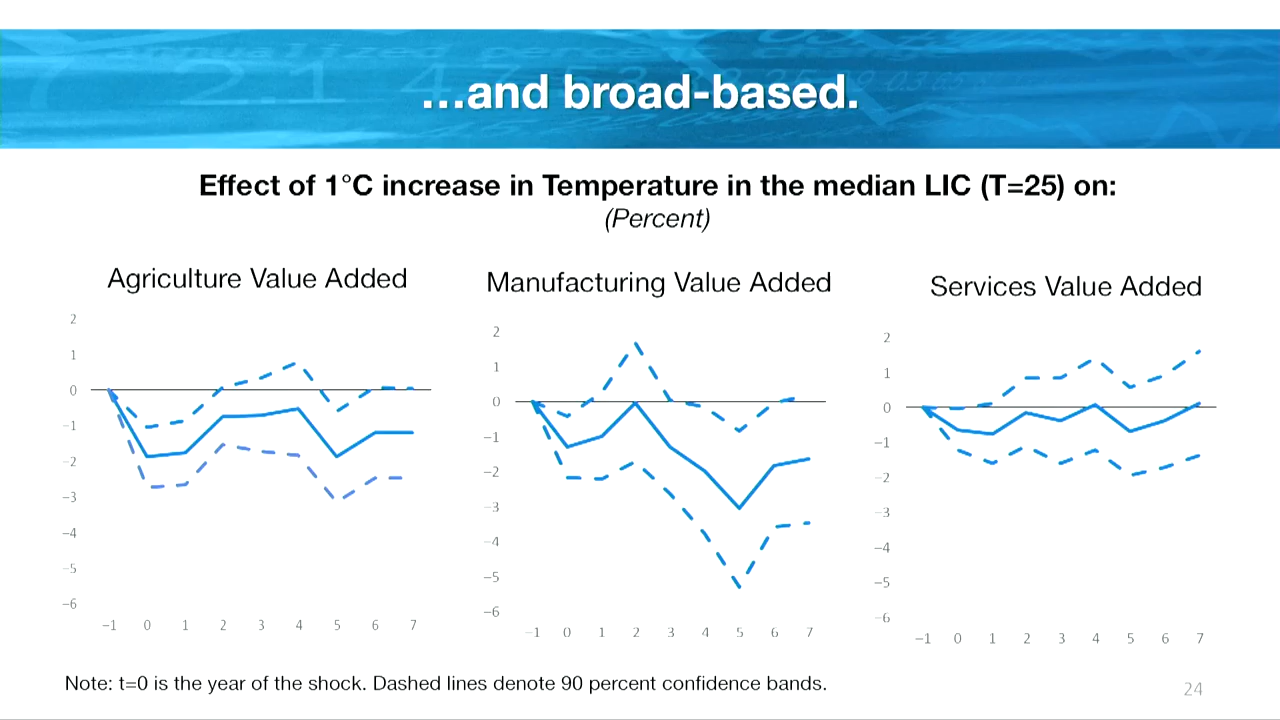 …and broad-based.
Effect of 1°C increase in Temperature in the median LIC (T=25) on:
(Percent)
Agriculture Value Added
2
1
0
−1
−2
−3
−4
−5
−6
−1 0 1 2 3 4 5 6 7
Manufacturing Value Added
2
1
0
−1
−2
−3
−4
−5
−6
−1 0 1 2 3 4 5 6 7
Services Value Added
2
1
0
−1
−2
−3
−4
−5
−6
−1 0 1 2 3 4 5 6 7
Note: t=0 is the year of the shock. Dashed lines denote 90 percent confidence bands.
24